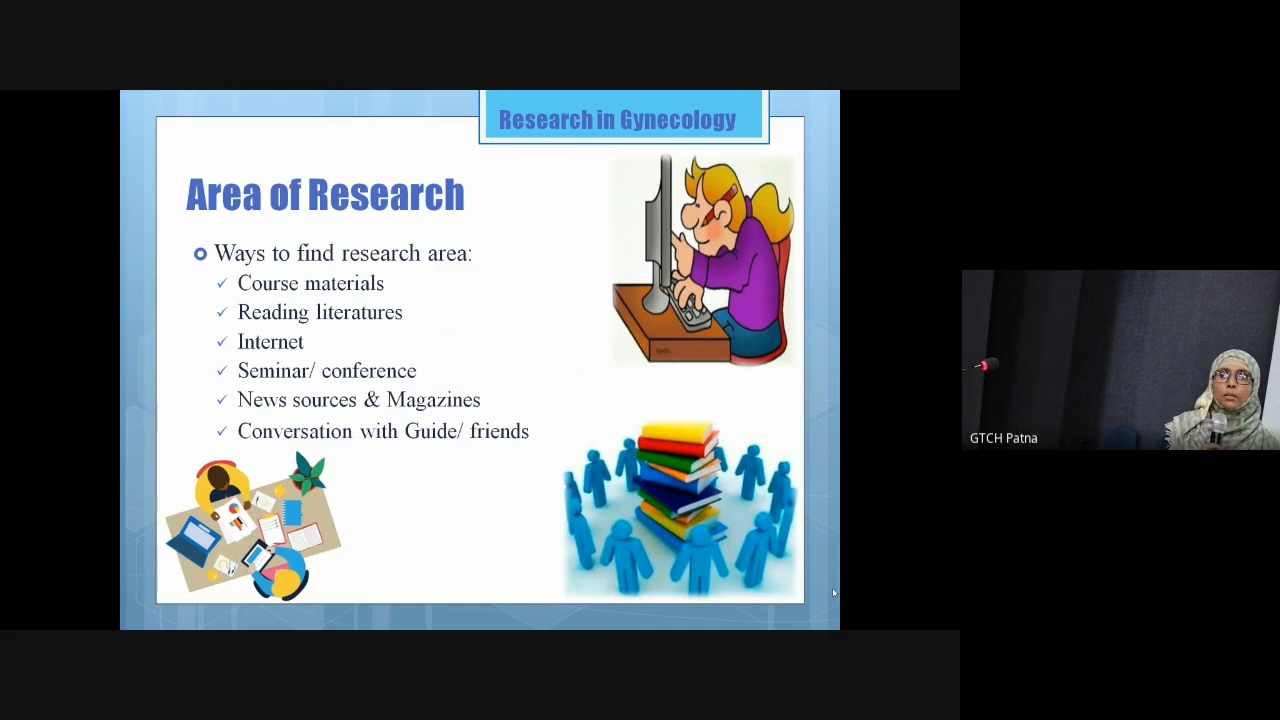 Research in Gynecology
Area of Research
Ways to find research area:
Course materials
Reading literatures
Internet
Seminar/ conference
News sources & Magazines
Conversation with Guide/ friends
GTCH Patna